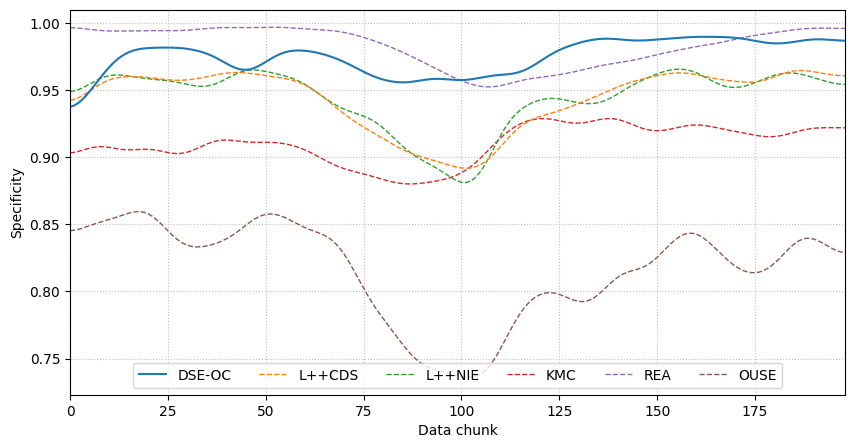 1.00
0.95
0.90
0.85
0.80
0.75
Specificity
DSE-OC L++CDS L++NIE KMC REA OUSE
0 25 50 75 100 125 150 175
Data chunk